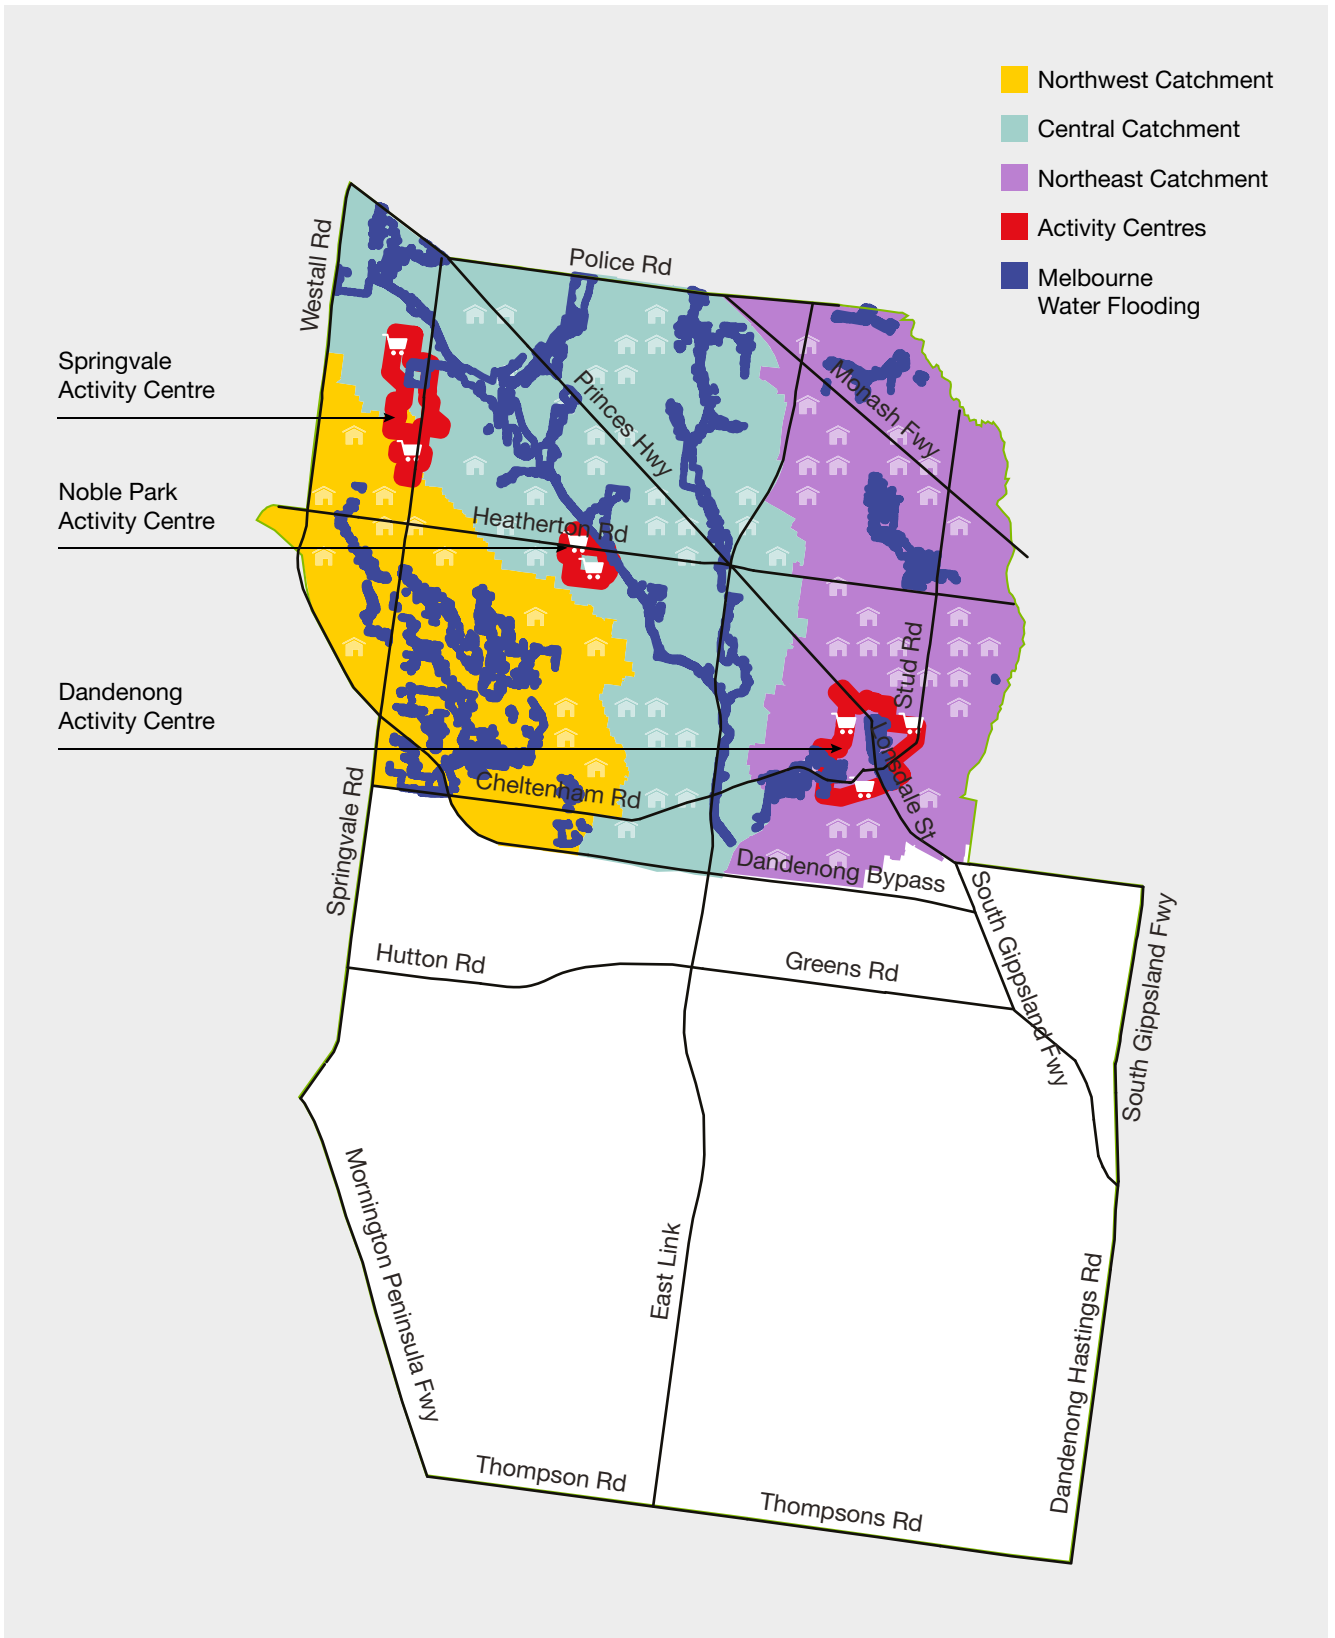 Northwest Catchment
Central Catchment
Northeast Catchment
Activity Centres
Melbourne
Water Flooding
Westall Rd
Police Rd
Springvale
Activity Centre
Princes Hwy
Monash Fwy
Noble Park
Activity Centre
Heatherton Rd
Stud Rd
Dandenong
Activity Centre
Lonsdale St
Cheltenham Rd
Springvale Rd
Dandenong Bypass
South Gippsland Fwy
South Gippsland Fwy
Hutton Rd
Greens Rd
Mornington Peninsula Fwy
East Link
Dandenong Hastings Rd
Thompson Rd
Thompsons Rd